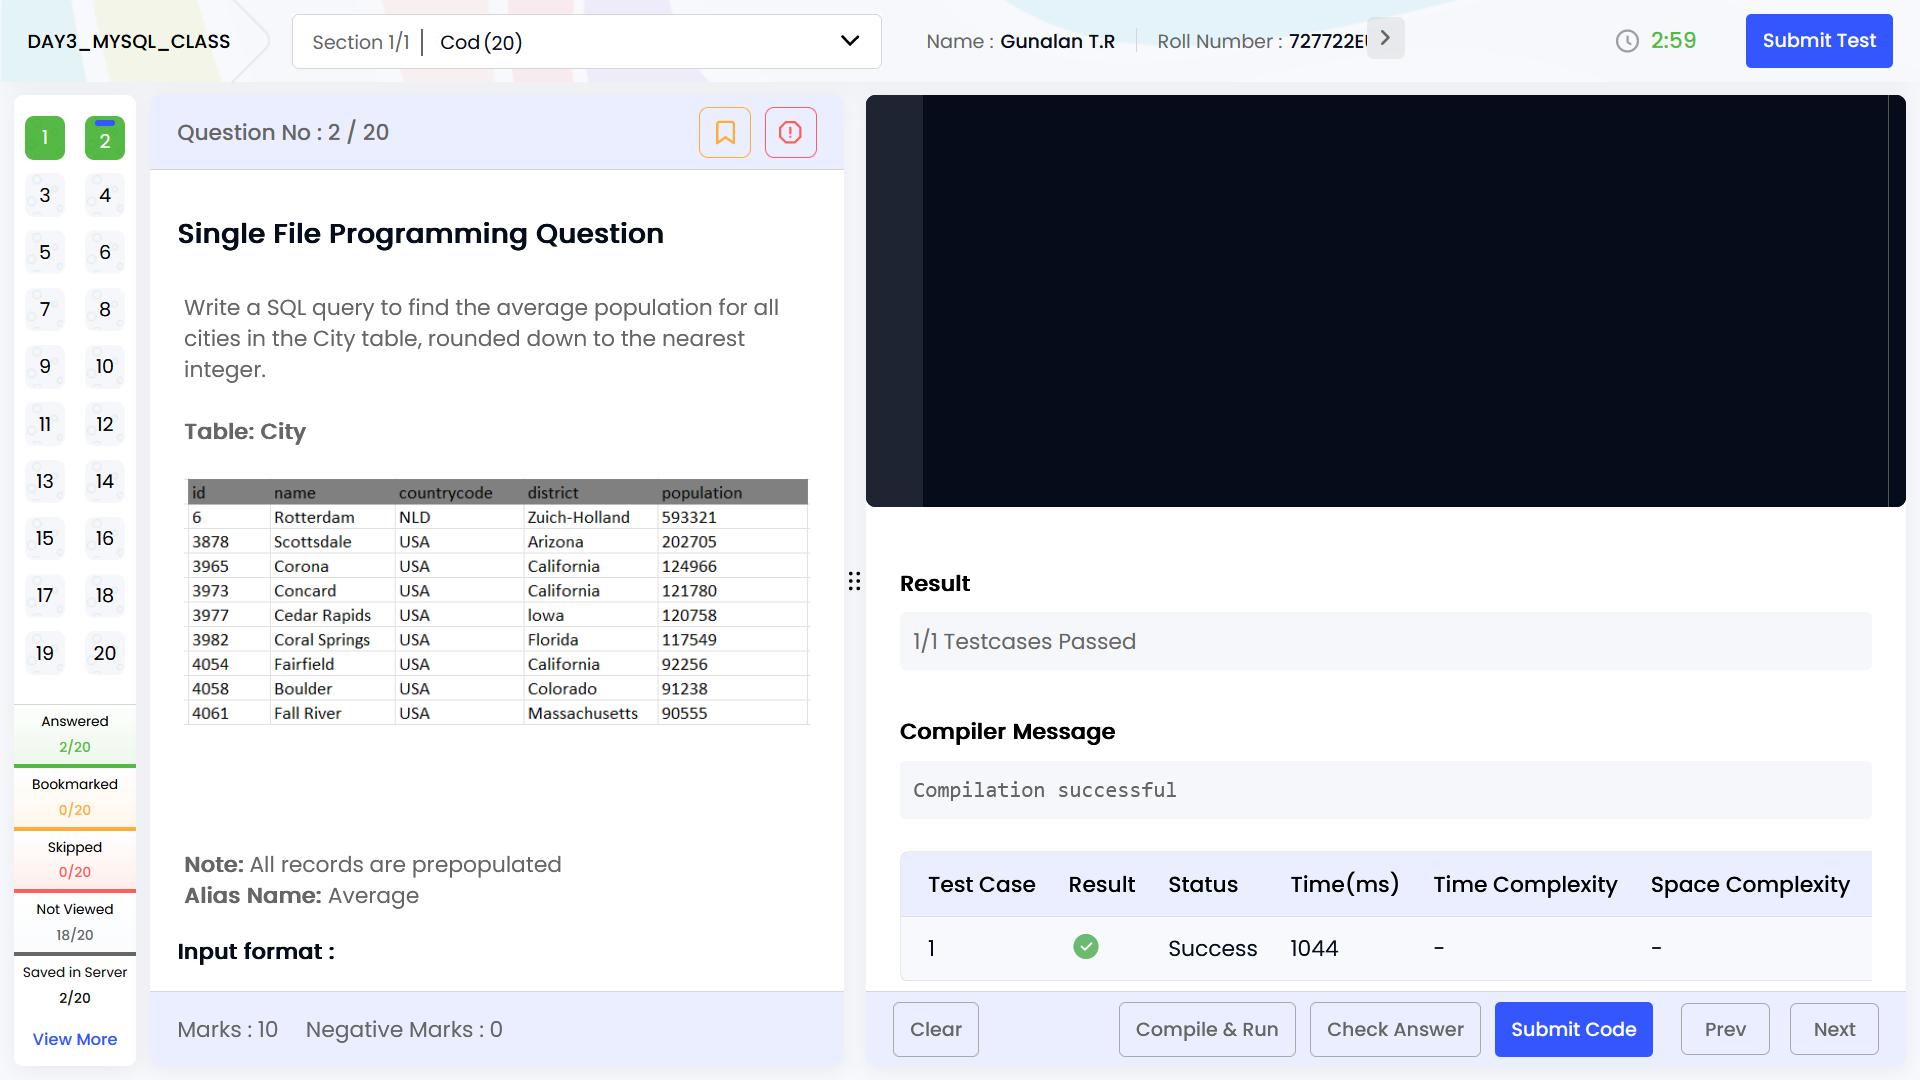 DAY3_MYSQL_CLASS
Section 1/1 | Cod (20)
Name : Gunalan T.R
Roll Number :
2:59
Submit Test
1 2
3 4
5 6
7 8
9 10
11 12
13 14
15 16
17 18
19 20
Answered
2/20
Bookmarked
0/20
Skipped
0/20
Not Viewed
18/20
Saved in Server
2/20
View More
Question No : 2 / 20
Single File Programming Question
Write a SQL query to find the average population for all
cities in the City table, rounded down to the nearest
integer.
Table: City
id name countrycode district population
6 Rotterdam NLD Zuich-Holland 593321
3878 Scottsdale USA Arizona 202705
3965 Corona USA California 124966
3973 Concard USA California 121780
3977 Cedar Rapids USA Iowa 120758
3982 Coral Springs USA Florida 117549
4054 Fairfield USA California 92256
4058 Boulder USA Colorado 91238
4061 Fall River USA Massachusetts 90555
Note: All records are prepopulated
Alias Name: Average
Input format :
Marks : 10 Negative Marks : 0
Result
1/1 Testcases Passed
Compiler Message
Compilation successful
Test Case Result Status Time(ms) Time Complexity Space Complexity
1 Success 1044 - -
Clear
Compile & Run
Check Answer
Submit Code
Prev
Next